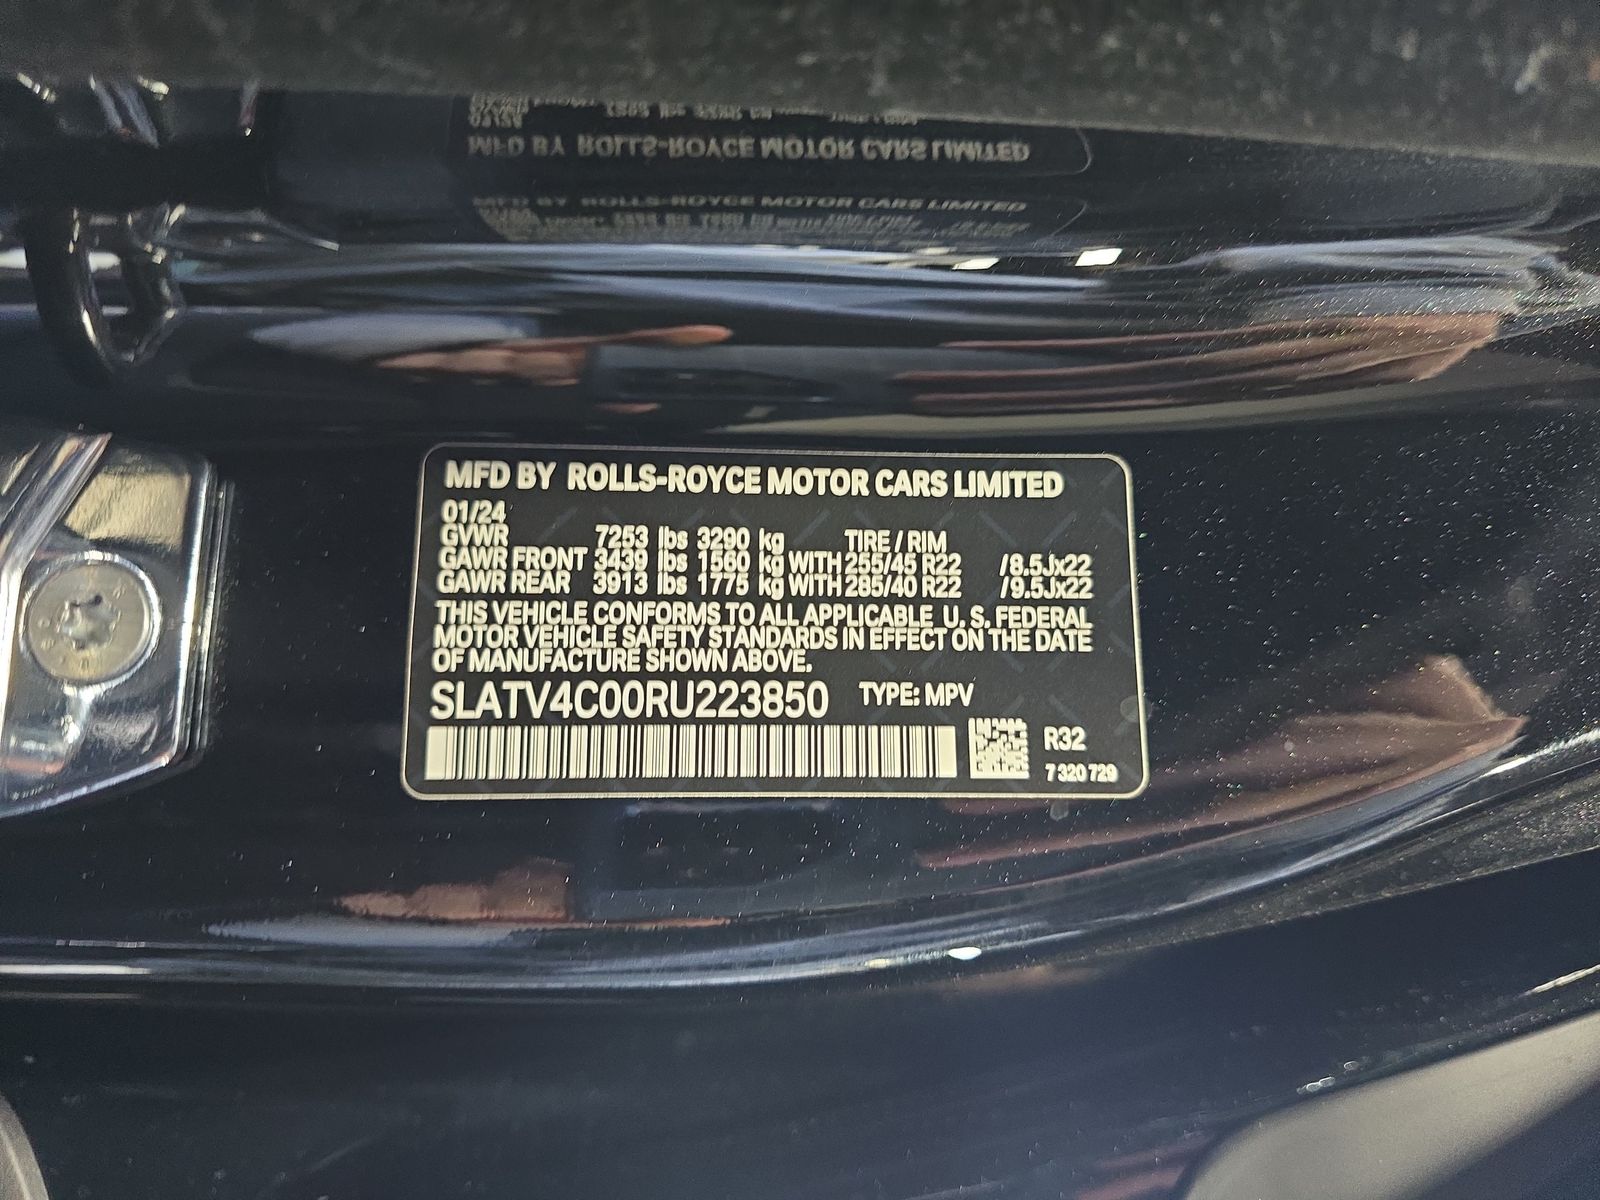 MFD BY ROLLS-ROYCE MOTOR CARS LIMITED
01/24
GVWR 7253 lbs 3290 kg TIRE / RIM
GAWR FRONT 3439 lbs 1560 kg WITH 255/45 R22 /8.5Jx22
GAWR REAR 3913 lbs 1775 kg WITH 285/40 R22 /9.5Jx22
THIS VEHICLE CONFORMS TO ALL APPLICABLE U.S. FEDERAL
MOTOR VEHICLE SAFETY STANDARDS IN EFFECT ON THE DATE
OF MANUFACTURE SHOWN ABOVE.
SLATV4C00RU223850 TYPE: MPV
R32
7 320 729